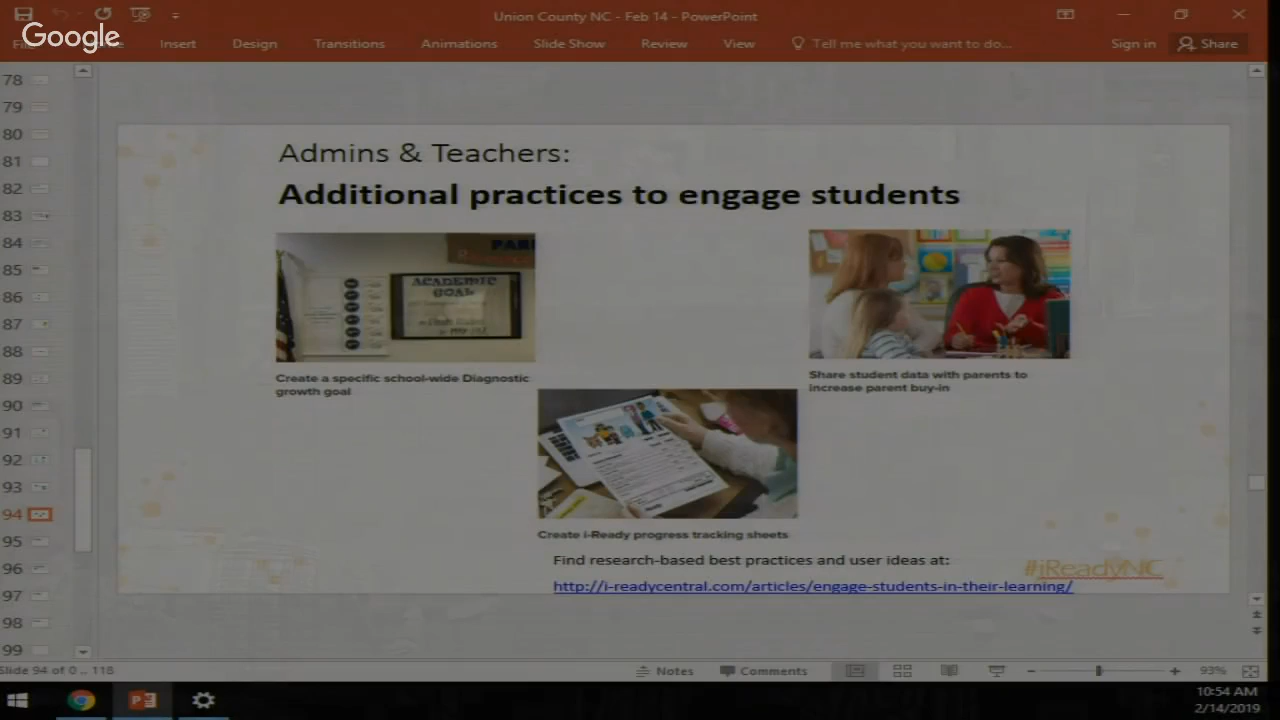 Union County NC - Feb 14 - PowerPoint
Google
Insert Design Transitions Animations Slide Show Review View Tell me what you want to do... Sign in Share
78
79
80
81
82
83
84
85
86
87
88
89
90
91
92
93
94
95
96
97
98
99
Admins & Teachers:
Additional practices to engage students
ACADEMIC
GOAL
Create a specific school-wide Diagnostic
growth goal
Share student data with parents to
increase parent buy-in
Create i-Ready progress tracking sheets
Find research-based best practices and user ideas at:
http://i-readycentral.com/articles/engage-students-in-their-learning/
#iReadyNC
Slide 94 of 0 .. 118 Notes Comments 93%
10:54 AM
2/14/2019